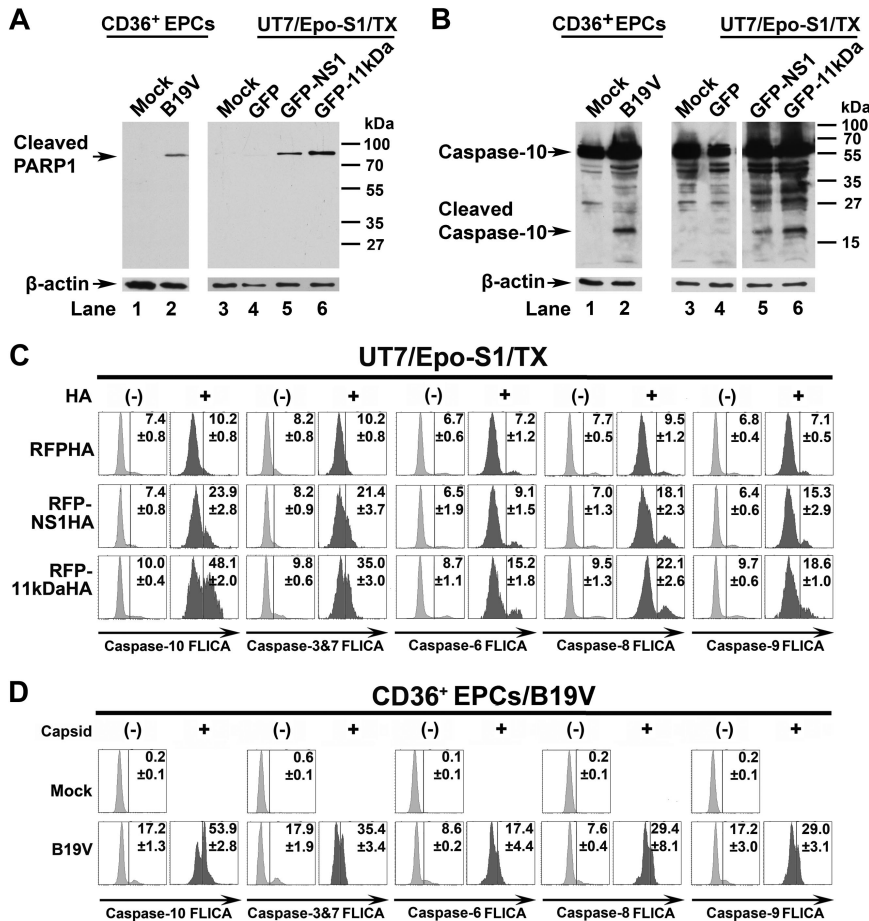 A
CD36+ EPCs UT7/Epo-S1/TX
Mock B19V Mock GFP GFP-NS1 GFP-11kDa
kDa
Cleaved PARP1
100
70
55
35
27
β-actin
Lane 1 2 3 4 5 6
B
CD36+ EPCs UT7/Epo-S1/TX
Mock B19V Mock GFP GFP-NS1 GFP-11kDa
kDa
Caspase-10
Cleaved Caspase-10
100
70
55
35
27
15
β-actin
Lane 1 2 3 4 5 6
C
UT7/Epo-S1/TX
HA (-) + (-) + (-) + (-) + (-) +
RFPHA
7.4 10.2 8.2 10.2 6.7 7.2 7.7 9.5 6.8 7.1
±0.8 ±0.8 ±0.8 ±0.8 ±0.6 ±1.2 ±0.5 ±1.2 ±0.4 ±0.5
RFP-NS1HA
7.4 23.9 8.2 21.4 6.5 9.1 7.0 18.1 6.4 15.3
±0.8 ±2.8 ±0.9 ±3.7 ±1.9 ±1.5 ±1.3 ±2.3 ±0.6 ±2.9
RFP-11kDaHA
10.0 48.1 9.8 35.0 8.7 15.2 9.5 22.1 9.7 18.6
±0.4 ±2.0 ±0.6 ±3.0 ±1.1 ±1.8 ±1.3 ±2.6 ±0.6 ±1.0
Caspase-10 FLICA Caspase-3&7 FLICA Caspase-6 FLICA Caspase-8 FLICA Caspase-9 FLICA
D
CD36+ EPCs/B19V
Capsid (-) + (-) + (-) + (-) + (-) +
Mock
0.2 0.6 0.1 0.2 0.2
±0.1 ±0.1 ±0.1 ±0.1 ±0.1
B19V
17.2 53.9 17.9 35.4 8.6 17.4 7.6 29.4 17.2 29.0
±1.3 ±2.8 ±1.9 ±3.4 ±0.2 ±4.4 ±0.4 ±8.1 ±3.0 ±3.1
Caspase-10 FLICA Caspase-3&7 FLICA Caspase-6 FLICA Caspase-8 FLICA Caspase-9 FLICA